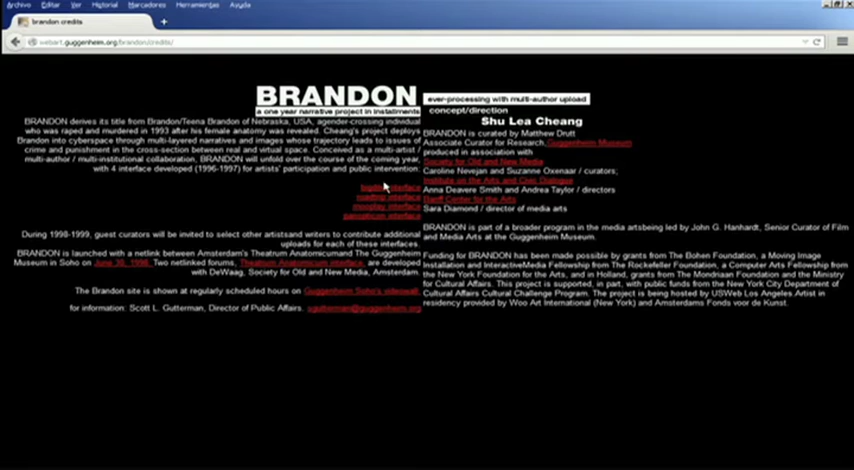 Archivo Editar Ver Historial Marcadores Herramientas Ayuda
brandon credits
webart.guggenheim.org/brandon/credits/
BRANDON
a one year narrative project in installments
BRANDON derives its title from Brandon/Teena Brandon of Nebraska, USA, agender-crossing individual
who was raped and murdered in 1993 after his female anatomy was revealed. Cheang's project deploys
Brandon into cyberspace through multi-layered narratives and images whose trajectory leads to issues of
crime and punishment in the cross-section between real and virtual space. Conceived as a multi-artist /
multi-author / multi-institutional collaboration, BRANDON will unfold over the course of the coming year,
with 4 interface developed (1996-1997) for artists' participation and public intervention.
interface
roadtrip interface
mooplay interface
panopticon interface
During 1998-1999, guest curators will be invited to select other artistsand writers to contribute additional
uploads for each of these interfaces.
BRANDON is launched with a netlink between Amsterdam's Theatrum Anatomicumand The Guggenheim
Museum in Soho on June 30, 1998. Two netlinked forums, Theatrum Anatomicum interface, are developed
with DeWaag, Society for Old and New Media, Amsterdam.
The Brandon site is shown at regularly scheduled hours on Guggenheim Soho's videowall.
for information: Scott L. Gutterman, Director of Public Affairs. sgutterman@guggenheim.org
ever-processing with multi-author upload
concept/direction
Shu Lea Cheang
BRANDON is curated by Matthew Drutt
Associate Curator for Research, Guggenheim Museum
produced in association with
Society for Old and New Media
Caroline Nevejan and Suzanne Oxenaar / curators;
Institute on the Arts and Civic Dialogue
Anna Deavere Smith and Andrea Taylor / directors
Banff Center for the Arts
Sara Diamond / director of media arts
BRANDON is part of a broader program in the media artsbeing led by John G. Hanhardt, Senior Curator of Film
and Media Arts at the Guggenheim Museum.
Funding for BRANDON has been made possible by grants from The Bohen Foundation, a Moving Image
Installation and InteractiveMedia Fellowship from The Rockefeller Foundation, a Computer Arts Fellowship from
the New York Foundation for the Arts, and in Holland, grants from The Mondriaan Foundation and the Ministry
for Cultural Affairs. This project is supported, in part, with public funds from the New York City Department of
Cultural Affairs Cultural Challenge Program. The project is being hosted by USWeb Los Angeles.Artist in
residency provided by Woo Art International (New York) and Amsterdams Fonds voor de Kunst.